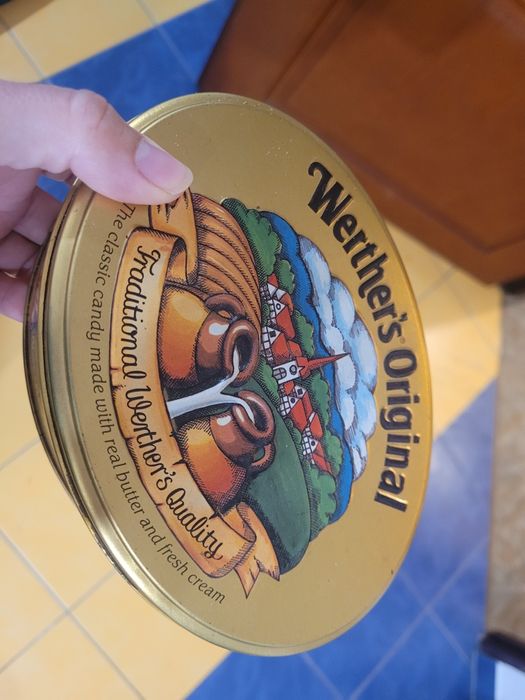 Werther's Original
Traditional Werther's Quality
The classic candy made with real butter and fresh cream